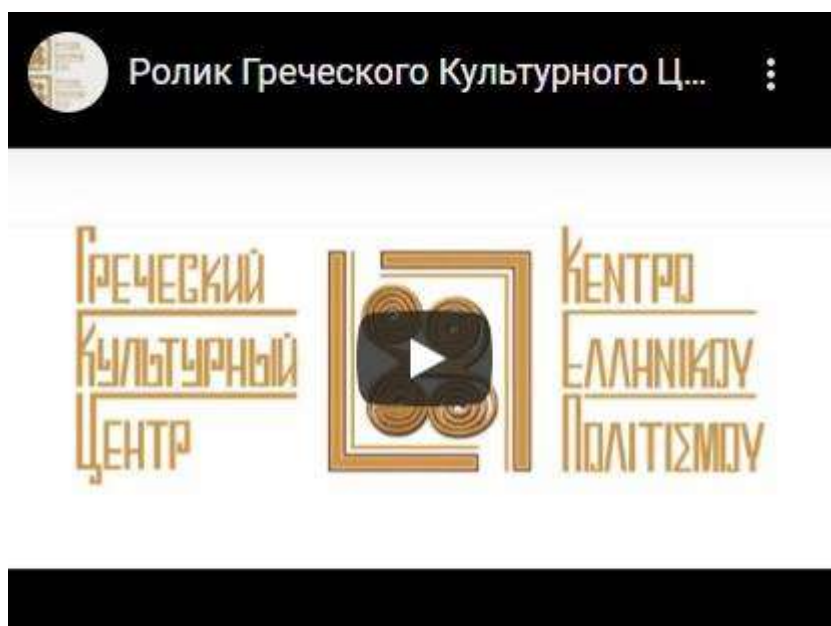 Ролик Греческого Культурного Ц...
ГРЕЧЕСКИЙ
КУЛЬТУРНЫЙ
ЦЕНТР
ΚΕΝΤΡΟ
ΕΛΛΗΝΙΚΟΥ
ΠΟΛΙΤΙΣΜΟΥ